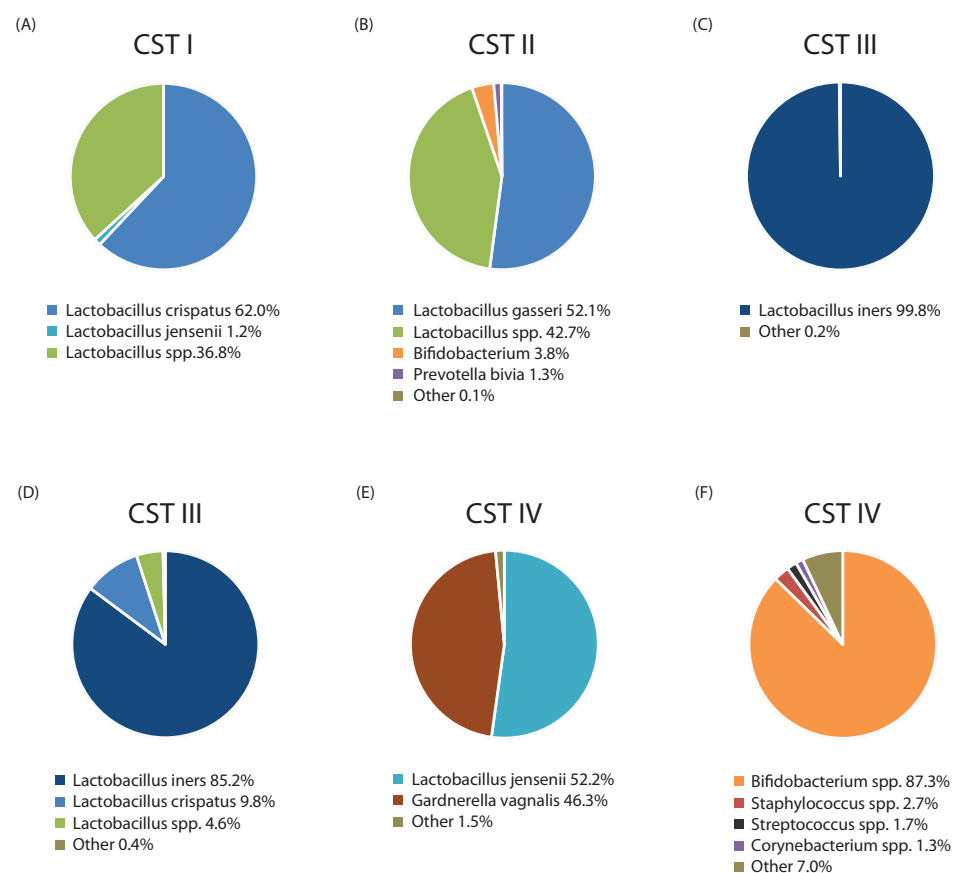 (A)
CST I
Lactobacillus crispatus 62.0%
Lactobacillus jensenii 1.2%
Lactobacillus spp.36.8%
(B)
CST II
Lactobacillus gasseri 52.1%
Lactobacillus spp. 42.7%
Bifidobacterium 3.8%
Prevotella bivia 1.3%
Other 0.1%
(C)
CST III
Lactobacillus iners 99.8%
Other 0.2%
(D)
CST III
Lactobacillus iners 85.2%
Lactobacillus crispatus 9.8%
Lactobacillus spp. 4.6%
Other 0.4%
(E)
CST IV
Lactobacillus jensenii 52.2%
Gardnerella vagnalis 46.3%
Other 1.5%
(F)
CST IV
Bifidobacterium spp. 87.3%
Staphylococcus spp. 2.7%
Streptococcus spp. 1.7%
Corynebacterium spp. 1.3%
Other 7.0%